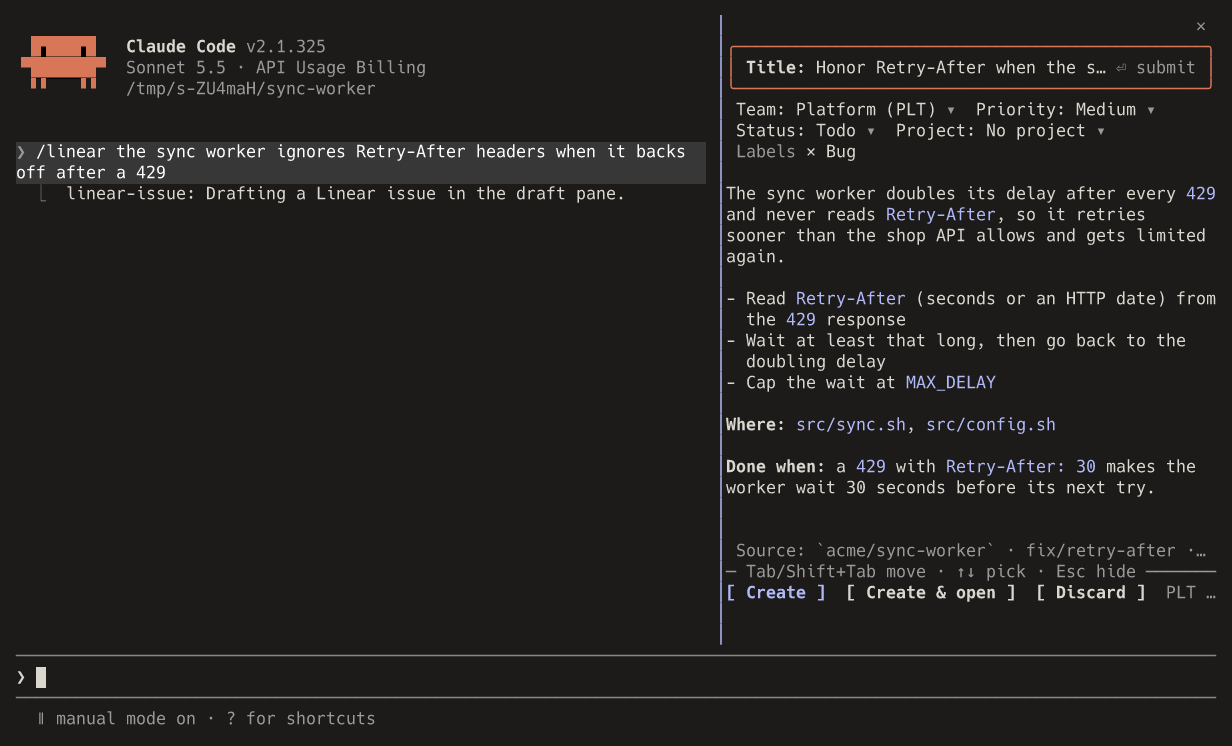 Claude Code v2.1.325
Sonnet 5.5 · API Usage Billing
/tmp/s-ZU4maH/sync-worker
❯ /linear the sync worker ignores Retry-After headers when it backs
off after a 429
⎿ linear-issue: Drafting a Linear issue in the draft pane.
×
Title: Honor Retry-After when the s… ⏎ submit
Team: Platform (PLT) ▾ Priority: Medium ▾
Status: Todo ▾ Project: No project ▾
Labels × Bug
The sync worker doubles its delay after every 429
and never reads Retry-After, so it retries
sooner than the shop API allows and gets limited
again.
- Read Retry-After (seconds or an HTTP date) from
the 429 response
- Wait at least that long, then go back to the
doubling delay
- Cap the wait at MAX_DELAY
Where: src/sync.sh, src/config.sh
Done when: a 429 with Retry-After: 30 makes the
worker wait 30 seconds before its next try.
Source: `acme/sync-worker` · fix/retry-after ·…
─ Tab/Shift+Tab move · ↑↓ pick · Esc hide ─
[ Create ] [ Create & open ] [ Discard ] PLT …
❯
⏸ manual mode on · ? for shortcuts